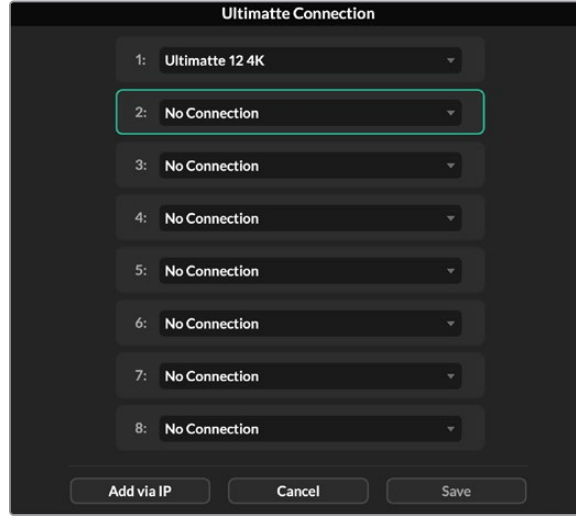 Ultimatte Connection
1: Ultimatte 12 4K
2: No Connection
3: No Connection
4: No Connection
5: No Connection
6: No Connection
7: No Connection
8: No Connection
Add via IP Cancel Save